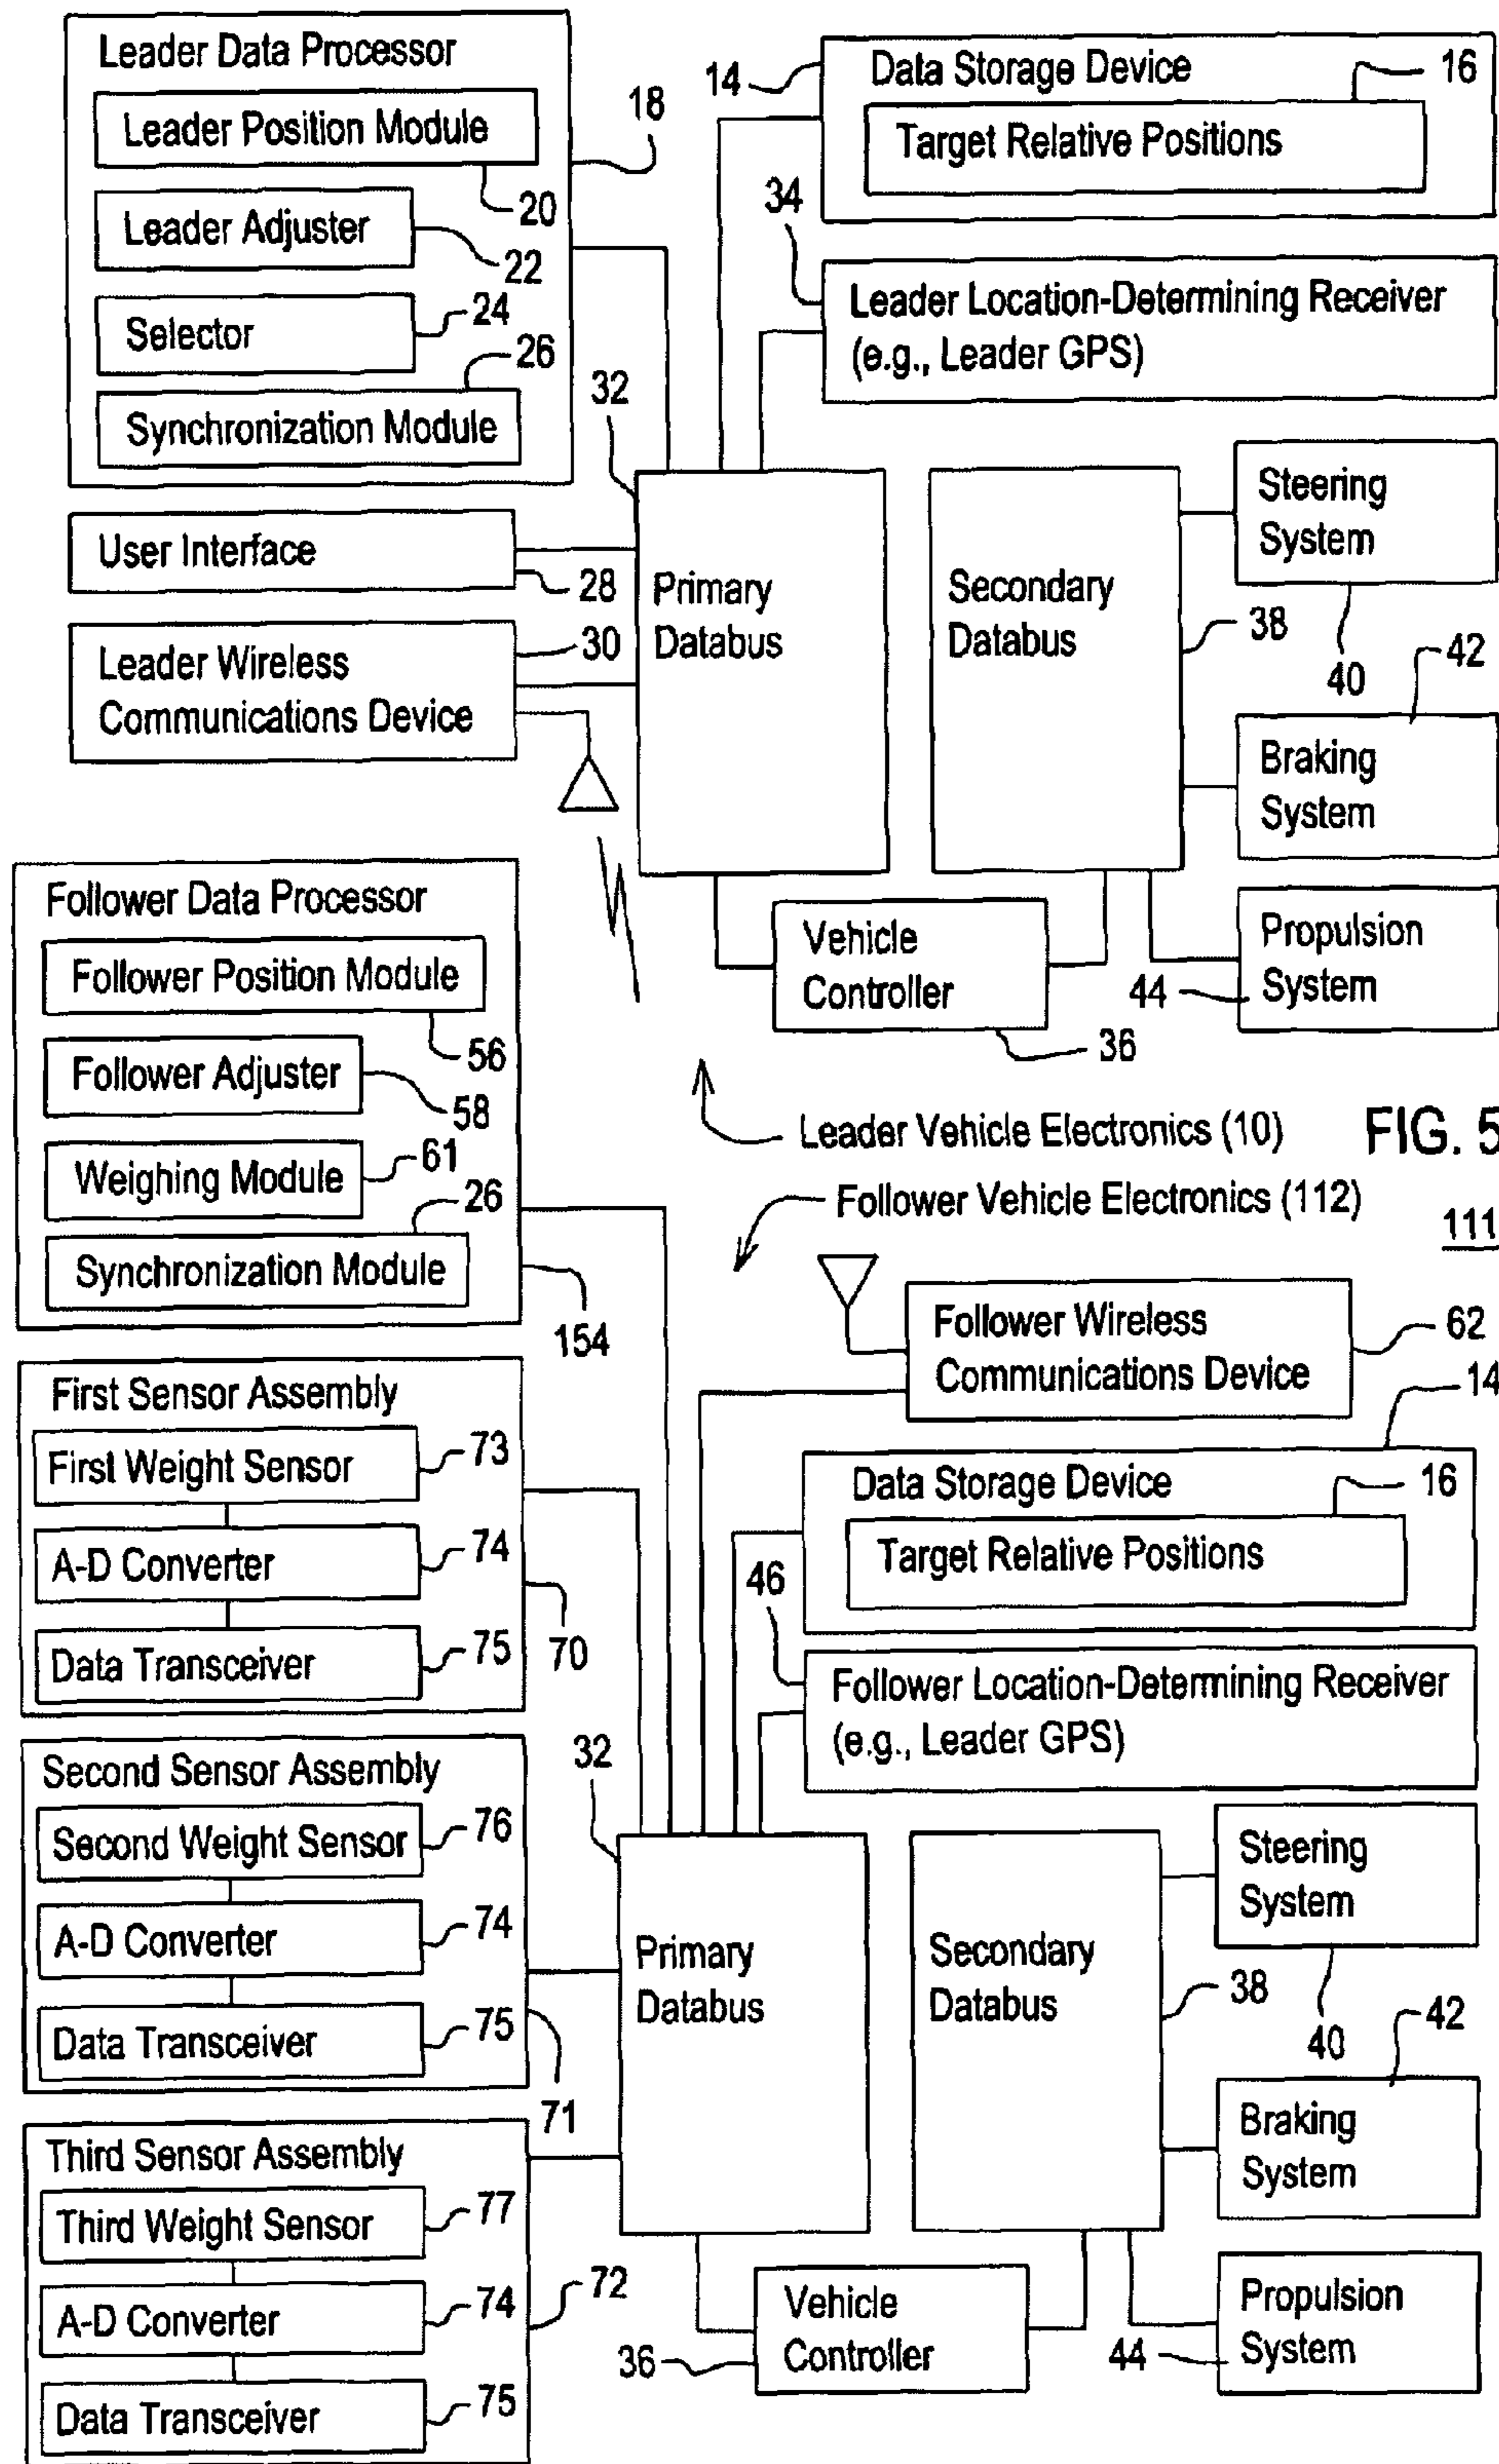 Leader Data Processor
Leader Position Module
18
20
Leader Adjuster
22
Selector
24
26
Synchronization Module
User Interface
28
Leader Wireless
Communications Device
30
14
Data Storage Device
16
Target Relative Positions
34
Leader Location-Determining Receiver
(e.g., Leader GPS)
32
Primary
Databus
Secondary
Databus
38
Steering
System
40
42
Braking
System
Propulsion
System
44
Vehicle
Controller
36
Leader Vehicle Electronics (10)
FIG. 5
Follower Vehicle Electronics (112)
111
Follower Data Processor
Follower Position Module
56
Follower Adjuster
58
Weighing Module
61
26
Synchronization Module
154
First Sensor Assembly
First Weight Sensor
73
A-D Converter
74
Data Transceiver
75
70
Second Sensor Assembly
Second Weight Sensor
76
A-D Converter
74
Data Transceiver
75
71
Third Sensor Assembly
Third Weight Sensor
77
A-D Converter
74
72
Data Transceiver
75
Follower Wireless
Communications Device
62
14
Data Storage Device
16
Target Relative Positions
46
Follower Location-Determining Receiver
(e.g., Leader GPS)
32
Primary
Databus
Secondary
Databus
38
Steering
System
40
42
Braking
System
Propulsion
System
44
Vehicle
Controller
36